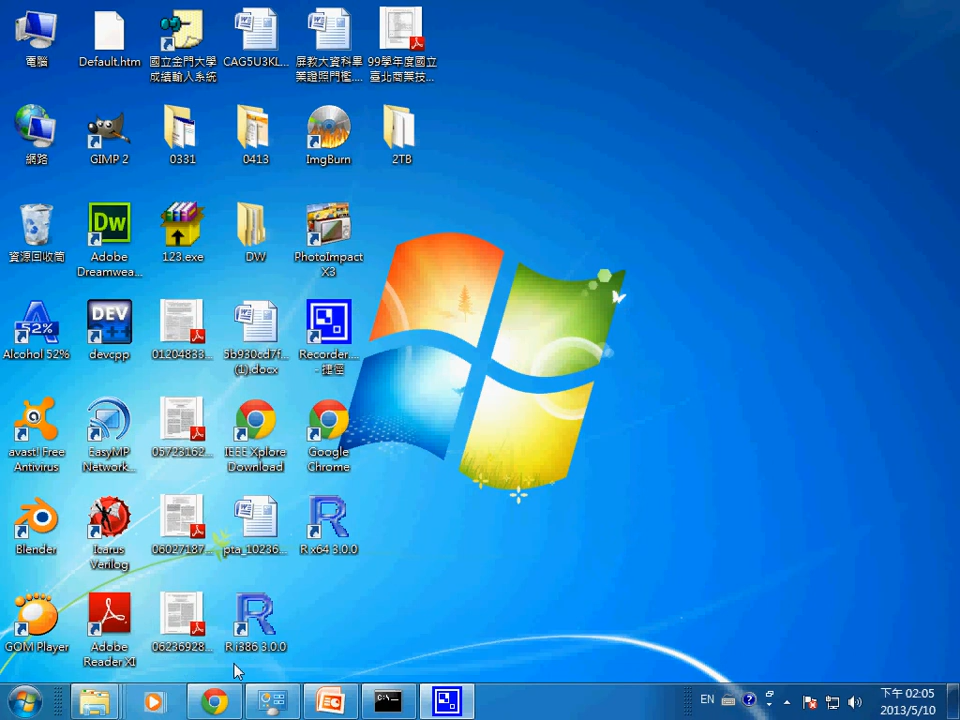 電腦
Default.htm
國立金門大學
成績輸入系統
CAG5U3KL...
屏教大資科畢
業證照門檻....
99學年度國立
臺北商業技...
網路
GIMP 2
0331
0413
ImgBurn
2TB
資源回收筒
Dw
Adobe
Dreamwea...
123.exe
DW
PhotoImpact
X3
52%
Alcohol 52%
DEV
C++
devcpp
01204833...
5b930cd7f...
(1).docx
Recorder....
- 捷徑
avast! Free
Antivirus
EasyMP
Network...
05723162...
IEEE Xplore
Download
Google
Chrome
Blender
Icarus
Verilog
06027187...
pta_10236...
R x64 3.0.0
GOM Player
Adobe
Reader XI
06236928...
R i386 3.0.0
C:\_
EN
下午 02:05
2013/5/10